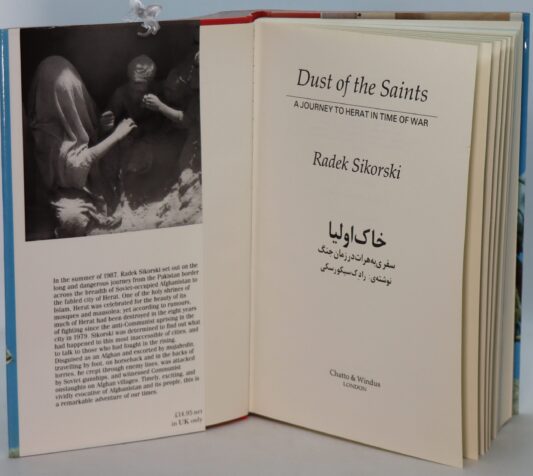 In the summer of 1987, Radek Sikorski set out on the
long and dangerous journey from the Pakistan border
across the breadth of Soviet-occupied Afghanistan to
the fabled city of Herat. One of the holy shrines of
Islam, Herat was celebrated for the beauty of its
mosques and mausolea; yet according to rumours,
much of Herat had been destroyed in the eight years
of fighting since the anti-Communist uprising in the
city in 1979. Sikorski was determined to find out what
had happened to this most inaccessible of cities, and
to talk to those who had fought in the rising.
Disguised as an Afghan and escorted by mujahedin,
travelling by foot, on horseback and in the backs of
lorries, he crept through enemy lines, was attacked
by Soviet gunships, and witnessed Communist
onslaughts on Afghan villages. Timely, exciting, and
vividly evocative of Afghanistan and its people, this is
a remarkable adventure of our times.
£14.95 net
in UK only
Dust of the Saints
A JOURNEY TO HERAT IN TIME OF WAR
Radek Sikorski
خاک اولیا
سفری به هرات در زمان جنگ
نوشته‌ی: رادک سیکورسکی
Chatto & Windus
LONDON